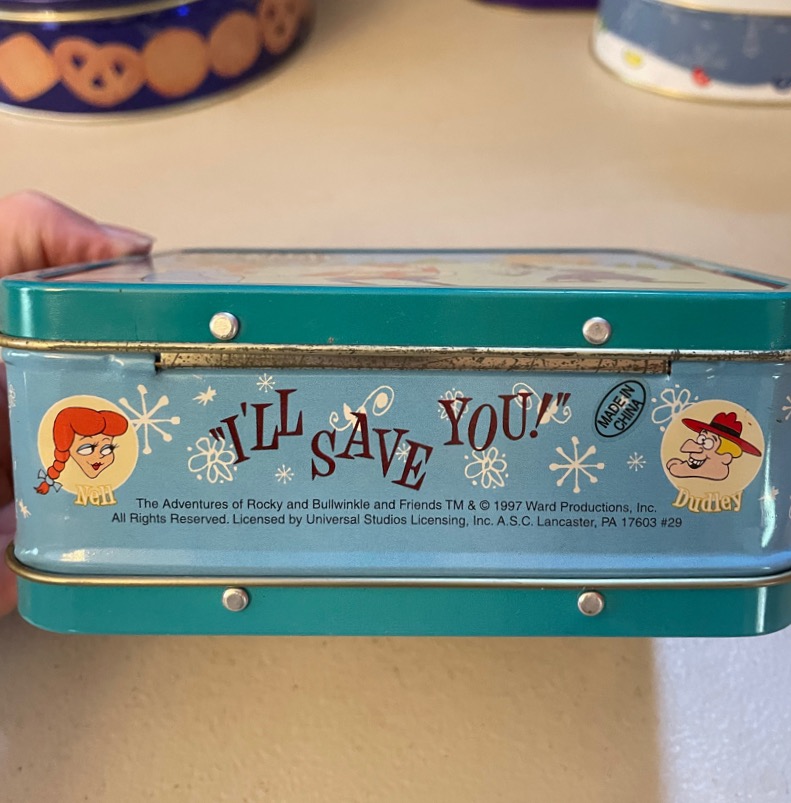 "I'LL SAVE YOU!"
MADE IN
CHINA
Nell
Dudley
The Adventures of Rocky and Bullwinkle and Friends TM & © 1997 Ward Productions, Inc.
All Rights Reserved. Licensed by Universal Studios Licensing, Inc. A.S.C. Lancaster, PA 17603 #29